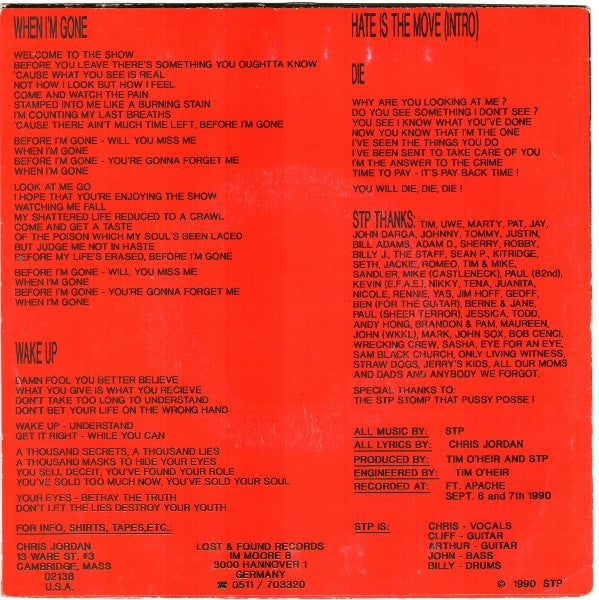 WHEN I'M GONE
WELCOME TO THE SHOW
BEFORE YOU LEAVE THERE'S SOMETHING YOU OUGHTTA KNOW
'CAUSE WHAT YOU SEE IS REAL
NOT HOW I LOOK BUT HOW I FEEL
COME AND WATCH THE PAIN
STAMPED INTO ME LIKE A BURNING STAIN
I'M COUNTING MY LAST BREATHS
'CAUSE THERE AIN'T MUCH TIME LEFT, BEFORE I'M GONE
BEFORE I'M GONE - WILL YOU MISS ME
WHEN I'M GONE
BEFORE I'M GONE - YOU'RE GONNA FORGET ME
WHEN I'M GONE
LOOK AT ME GO
I HOPE THAT YOU'RE ENJOYING THE SHOW
WATCHING ME FALL
MY SHATTERED LIFE REDUCED TO A CRAWL
COME AND GET A TASTE
OF THE POISON WHICH MY SOUL'S BEEN LACED
BUT JUDGE ME NOT IN HASTE
BEFORE MY LIFE'S ERASED, BEFORE I'M GONE
BEFORE I'M GONE - WILL YOU MISS ME
WHEN I'M GONE
BEFORE I'M GONE - YOU'RE GONNA FORGET ME
WHEN I'M GONE
WAKE UP
DAMN FOOL YOU BETTER BELIEVE
WHAT YOU GIVE IS WHAT YOU RECIEVE
DON'T TAKE TOO LONG TO UNDERSTAND
DON'T BET YOUR LIFE ON THE WRONG HAND
WAKE UP - UNDERSTAND
GET IT RIGHT - WHILE YOU CAN
A THOUSAND SECRETS, A THOUSAND LIES
A THOUSAND MASKS TO HIDE YOUR EYES
YOU SELL DECEIT, YOU'VE FOUND YOUR ROLE
YOU'VE SOLD TOO MUCH NOW, YOU'VE SOLD YOUR SOUL
YOUR EYES - BETRAY THE TRUTH
DON'T LET THE LIES DESTROY YOUR YOUTH
FOR INFO, SHIRTS, TAPES,ETC.:
CHRIS JORDAN
13 WARE ST. #3
CAMBRIDGE, MASS
02138
U.S.A.
LOST & FOUND RECORDS
IM MOORE 8
3000 HANNOVER 1
GERMANY
☎ 0511 / 703320
HATE IS THE MOVE (INTRO)
DIE
WHY ARE YOU LOOKING AT ME ?
DO YOU SEE SOMETHING I DON'T SEE ?
YOU SEE I KNOW WHAT YOU'VE DONE
NOW YOU KNOW THAT I'M THE ONE
I'VE SEEN THE THINGS YOU DO
I'VE BEEN SENT TO TAKE CARE OF YOU
I'M THE ANSWER TO THE CRIME
TIME TO PAY - IT'S PAY BACK TIME !
YOU WILL DIE, DIE, DIE !
STP THANKS: TIM, UWE, MARTY, PAT, JAY,
JOHN DARGA, JOHNNY, TOMMY, JUSTIN,
BILL ADAMS, ADAM D., SHERRY, ROBBY,
BILLY J., THE STAFF, SEAN P., KITRIDGE,
SETH, JACKIE, ROMEO, TIM & MIKE,
SANDLER, MIKE (CASTLENECK), PAUL (82nd),
KEVIN (E.F.A.E.), NIKKY, TENA, JUANITA,
NICOLE, RENNIE, YAS, JIM HOFF, GEOFF,
BEN (FOR THE GUITAR), BERNE & JANE,
PAUL (SHEER TERROR), JESSICA, TODD,
ANDY HONG, BRANDON & PAM, MAUREEN,
JOHN (WKKL), MARK, JOHN SOX, BOB CENCI,
WRECKING CREW, SASHA, EYE FOR AN EYE,
SAM BLACK CHURCH, ONLY LIVING WITNESS,
STRAW DOGS, JERRY'S KIDS, ALL OUR MOMS
AND DADS AND ANYBODY WE FORGOT.
SPECIAL THANKS TO:
THE STP STOMP THAT PUSSY POSSE !
ALL MUSIC BY: STP
ALL LYRICS BY: CHRIS JORDAN
PRODUCED BY: TIM O'HEIR AND STP
ENGINEERED BY: TIM O'HEIR
RECORDED AT: FT. APACHE
SEPT. 6 and 7th 1990
STP IS: CHRIS - VOCALS
CLIFF - GUITAR
ARTHUR - GUITAR
JOHN - BASS
BILLY - DRUMS
© 1990 STP